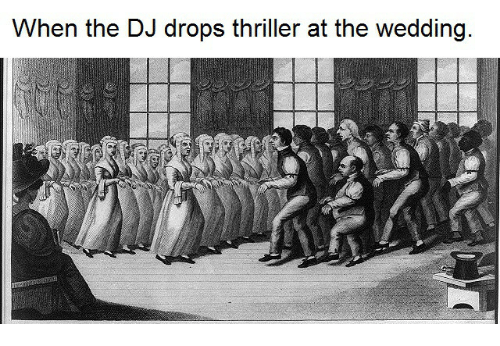 When the DJ drops thriller at the wedding.